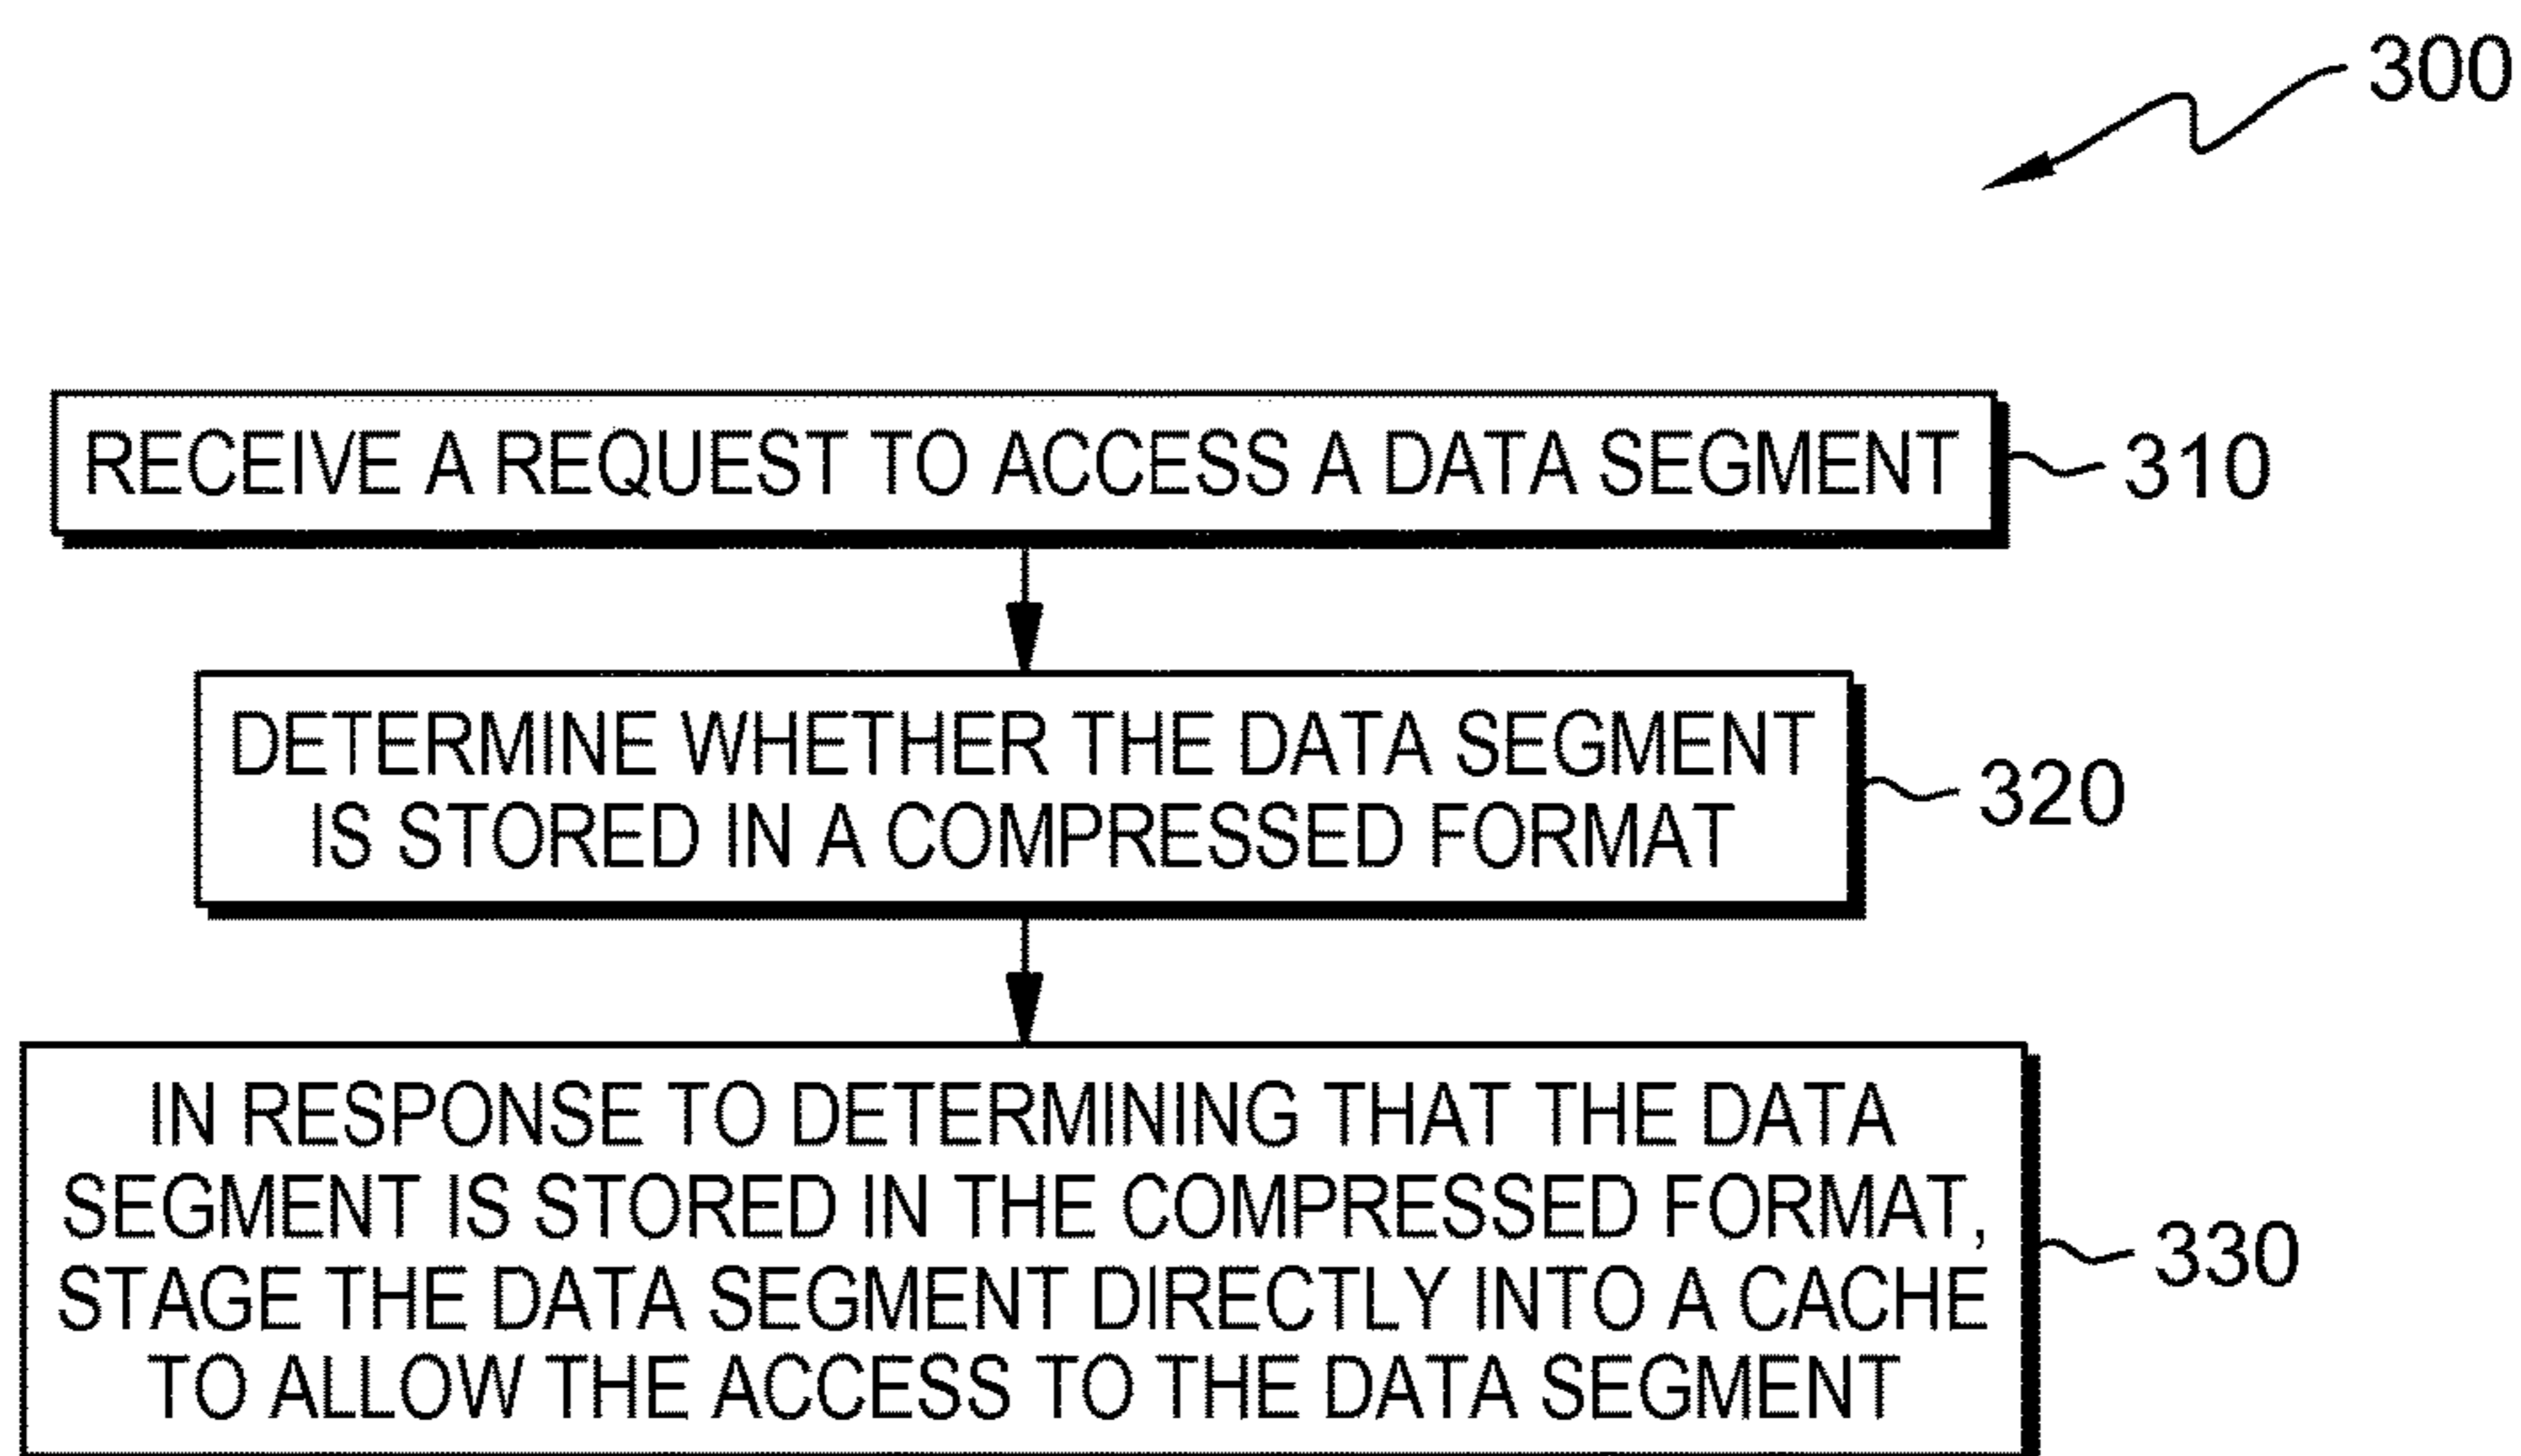 300
RECEIVE A REQUEST TO ACCESS A DATA SEGMENT
310
DETERMINE WHETHER THE DATA SEGMENT
IS STORED IN A COMPRESSED FORMAT
320
IN RESPONSE TO DETERMINING THAT THE DATA
SEGMENT IS STORED IN THE COMPRESSED FORMAT,
STAGE THE DATA SEGMENT DIRECTLY INTO A CACHE
TO ALLOW THE ACCESS TO THE DATA SEGMENT
330